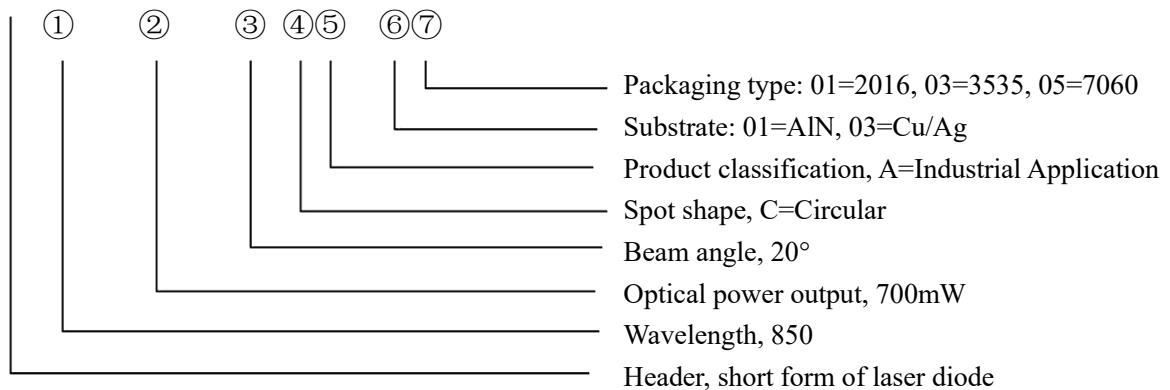 ① ② ③ ④⑤ ⑥⑦
Packaging type: 01=2016, 03=3535, 05=7060
Substrate: 01=AlN, 03=Cu/Ag
Product classification, A=Industrial Application
Spot shape, C=Circular
Beam angle, 20°
Optical power output, 700mW
Wavelength, 850
Header, short form of laser diode